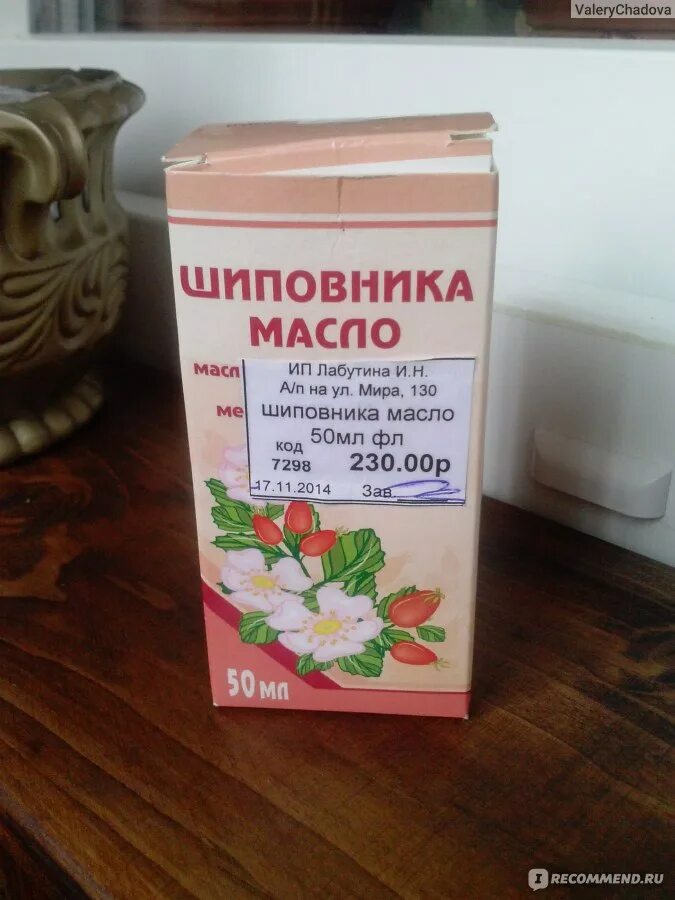 ValeryChadova
ШИПОВНИКА
МАСЛО
ИП Лабутина И.Н.
А/п на ул. Мира, 130
шиповника масло
50мл фл
код
7298 230.00р
17.11.2014 Зав.
50 мл
IRECOMMEND.RU